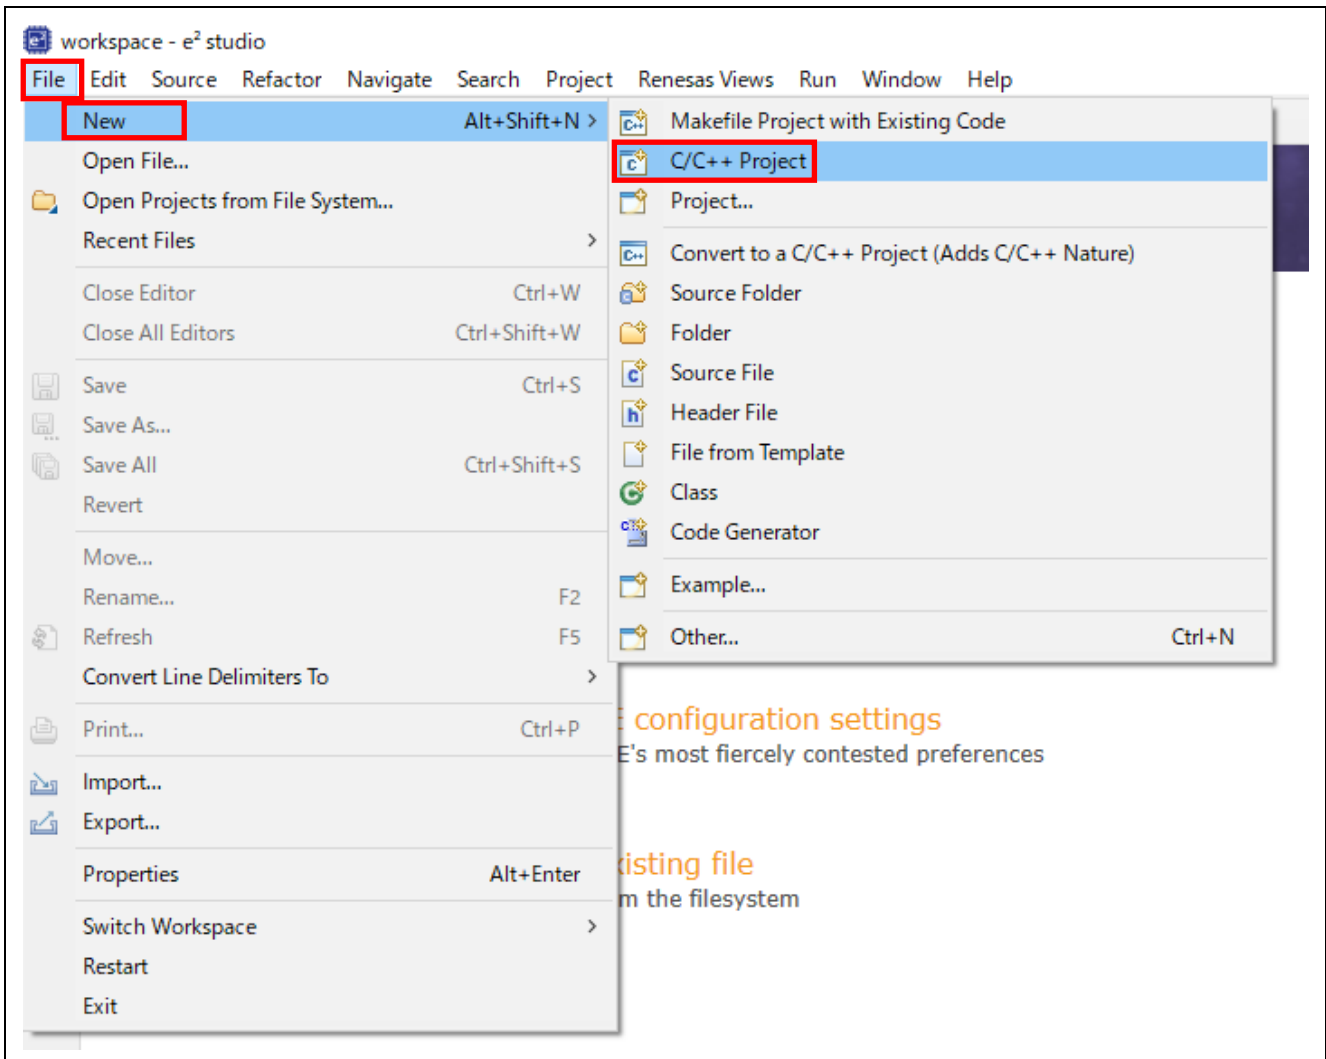 workspace - e² studio
File Edit Source Refactor Navigate Search Project Renesas Views Run Window Help
New Alt+Shift+N >
Open File...
Open Projects from File System...
Recent Files >
Close Editor Ctrl+W
Close All Editors Ctrl+Shift+W
Save Ctrl+S
Save As...
Save All Ctrl+Shift+S
Revert
Move...
Rename... F2
Refresh F5
Convert Line Delimiters To >
Print... Ctrl+P
Import...
Export...
Properties Alt+Enter
Switch Workspace >
Restart
Exit
Makefile Project with Existing Code
C/C++ Project
Project...
Convert to a C/C++ Project (Adds C/C++ Nature)
Source Folder
Folder
Source File
Header File
File from Template
Class
Code Generator
Example...
Other... Ctrl+N
E configuration settings
E's most fiercely contested preferences
xisting file
m the filesystem